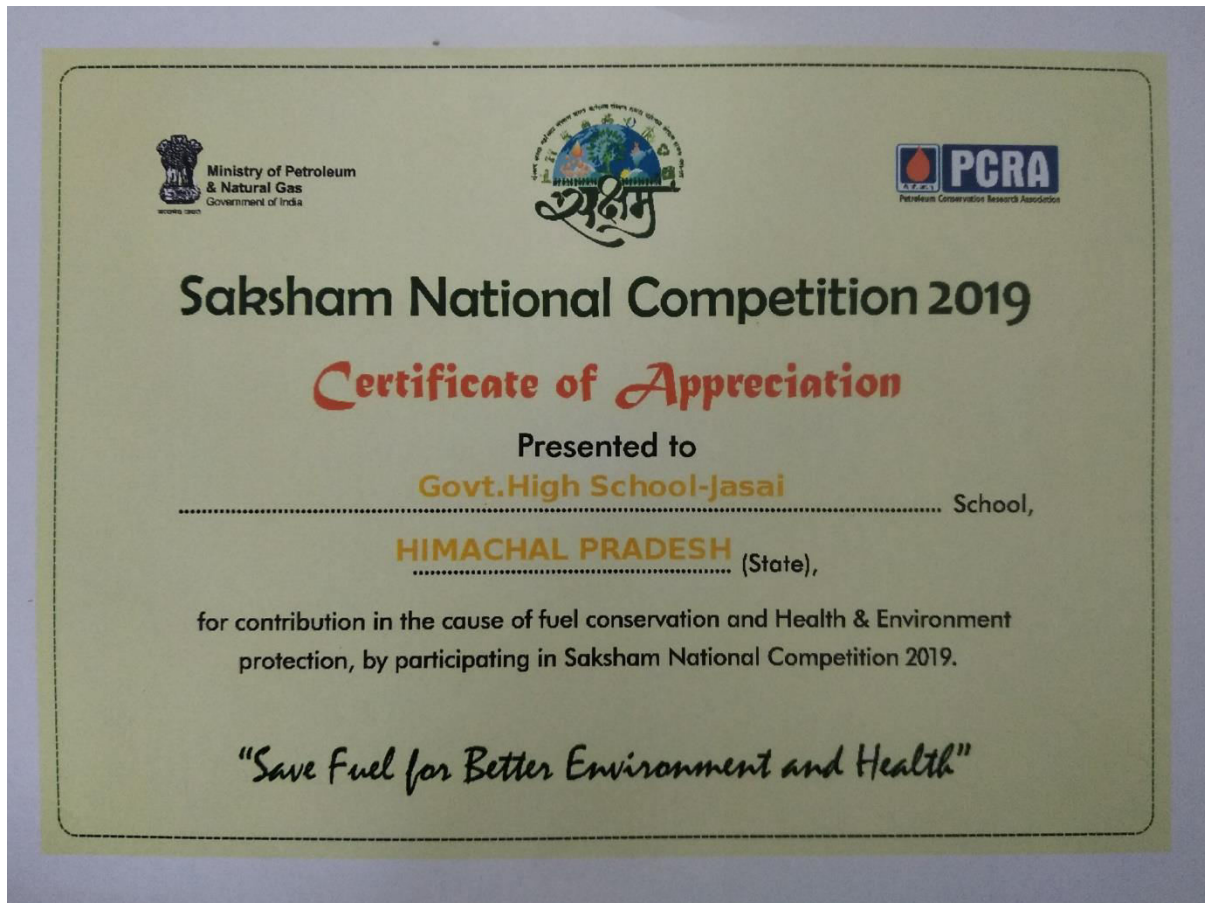 Ministry of Petroleum
& Natural Gas
Government of India
सक्षम
PCRA
Petroleum Conservation Research Association
Saksham National Competition 2019
Certificate of Appreciation
Presented to
Govt.High School-Jasai School,
HIMACHAL PRADESH (State),
for contribution in the cause of fuel conservation and Health & Environment
protection, by participating in Saksham National Competition 2019.
"Save Fuel for Better Environment and Health"